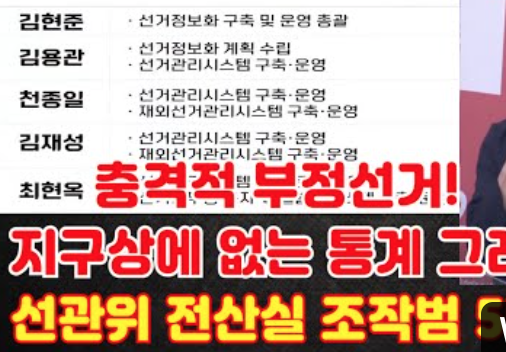 김현준 · 선거정보화 구축 및 운영 총괄
김용관 · 선거정보화 계획 수립
· 선거관리시스템 구축·운영
천종일 · 선거관리시스템 구축·운영
· 재외선거관리시스템 구축·운영
김재성 · 선거관리시스템 구축·운영
· 재외선거관리시스템 구축·운영
최현옥
충격적 부정선거!
지구상에 없는 통계 그래
선관위 전산실 조작범 5